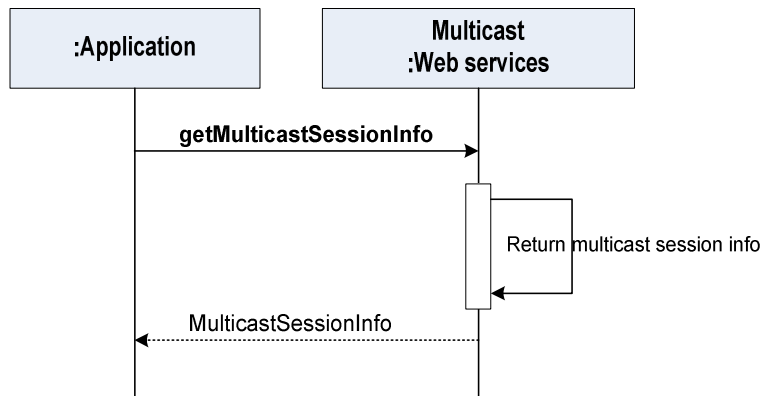 :Application
Multicast
:Web services
getMulticastSessionInfo
Return multicast session info
MulticastSessionInfo